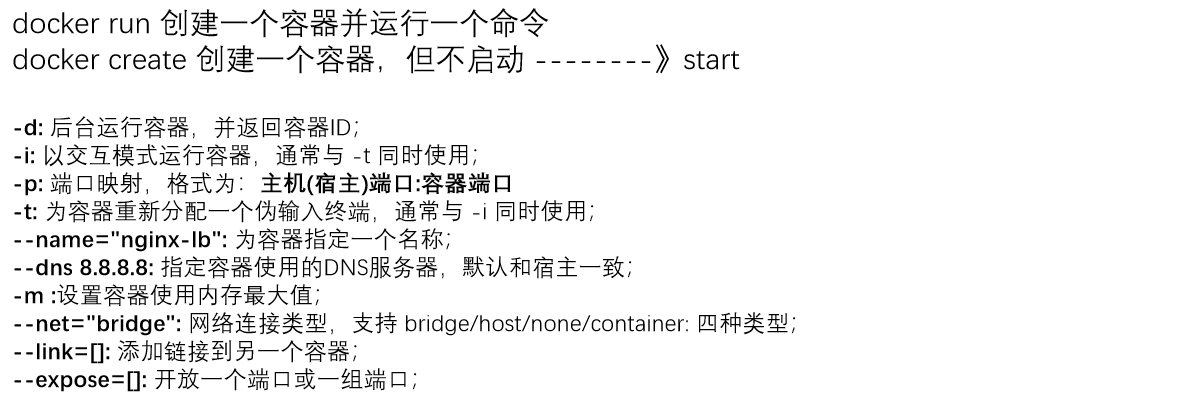 docker run 创建一个容器并运行一个命令
docker create 创建一个容器，但不启动 --------》start
-d: 后台运行容器，并返回容器ID；
-i: 以交互模式运行容器，通常与 -t 同时使用；
-p: 端口映射，格式为：主机(宿主)端口:容器端口
-t: 为容器重新分配一个伪输入终端，通常与 -i 同时使用；
--name="nginx-lb": 为容器指定一个名称；
--dns 8.8.8.8: 指定容器使用的DNS服务器，默认和宿主一致；
-m :设置容器使用内存最大值；
--net="bridge": 网络连接类型，支持 bridge/host/none/container: 四种类型；
--link=[]: 添加链接到另一个容器；
--expose=[]: 开放一个端口或一组端口；